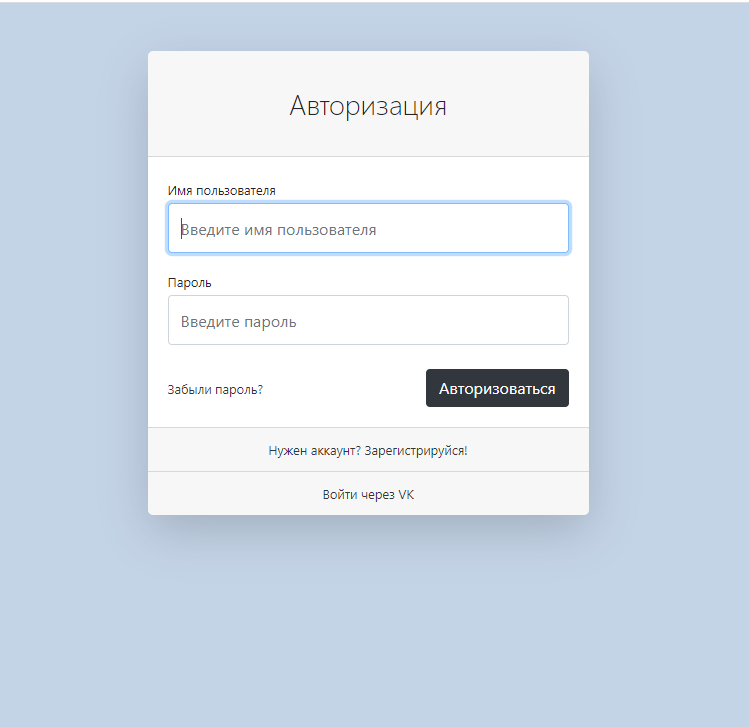 Авторизация
Имя пользователя
Введите имя пользователя
Пароль
Введите пароль
Забыли пароль?
Авторизоваться
Нужен аккаунт? Зарегистрируйся!
Войти через VK